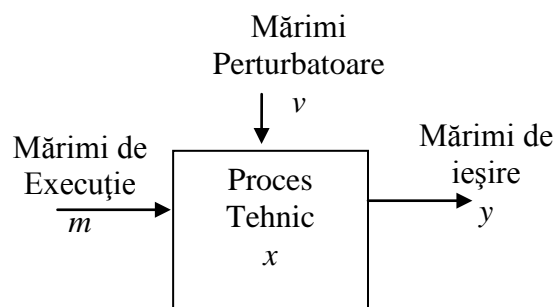 Mărimi
Perturbatoare
v
Mărimi de
Execuţie
m
Proces
Tehnic
x
Mărimi de
ieşire
y